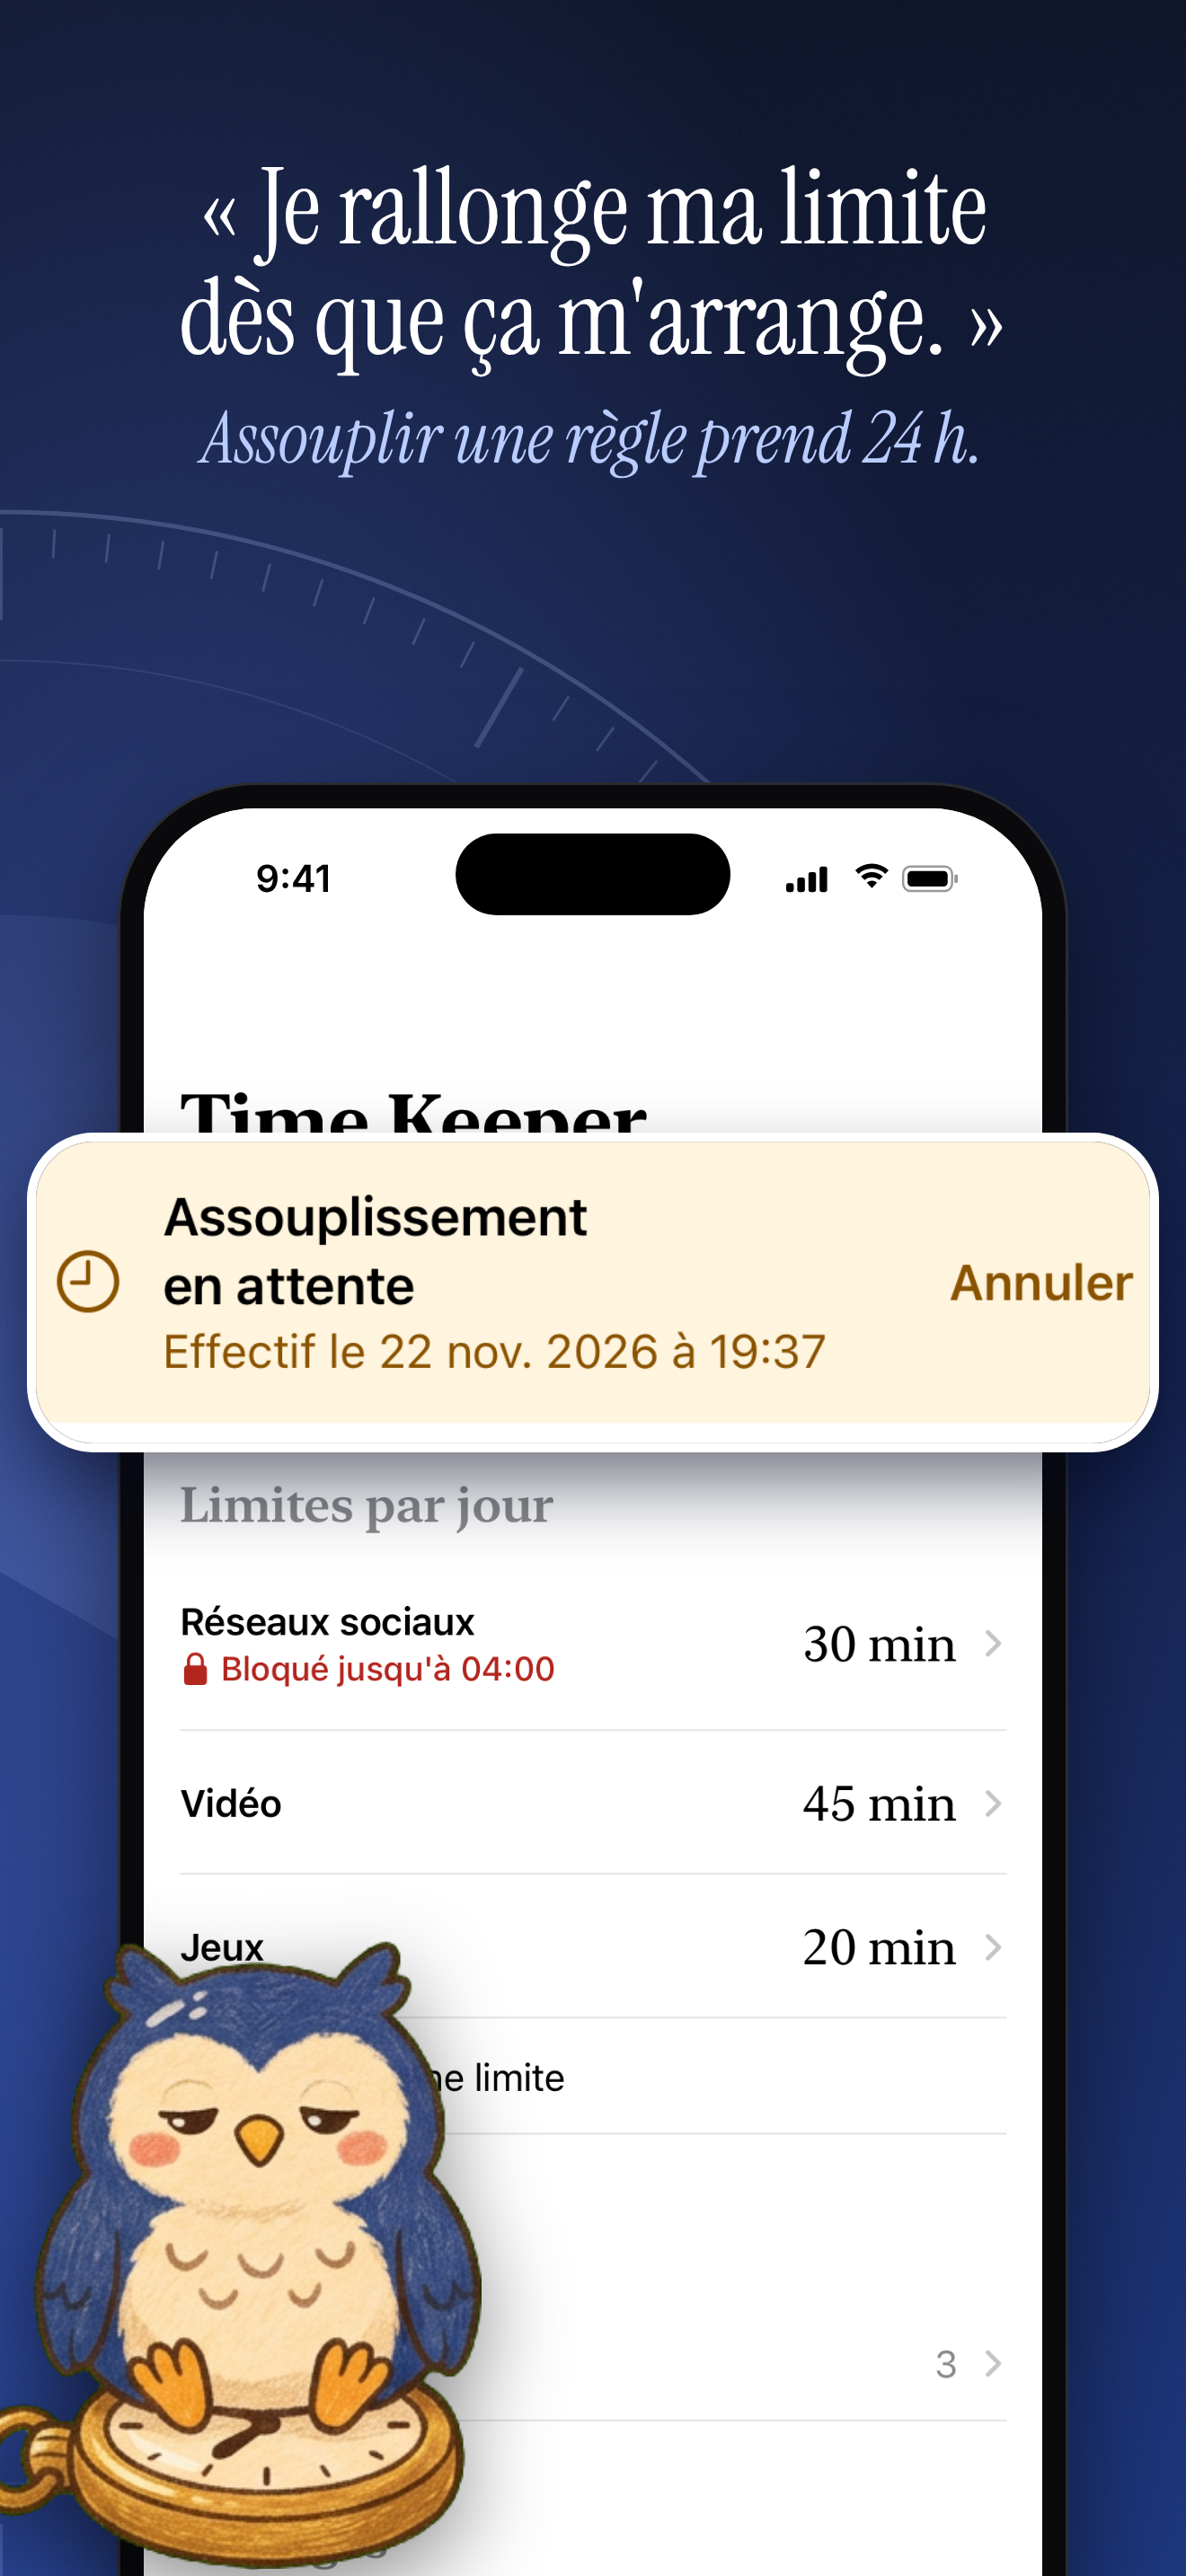 « Je rallonge ma limite
dès que ça m'arrange. »
Assouplir une règle prend 24 h.
9:41
Time Keeper
Assouplissement
en attente
Annuler
Effectif le 22 nov. 2026 à 19:37
Limites par jour
Réseaux sociaux
30 min
Bloqué jusqu'à 04:00
Vidéo
45 min
Jeux
20 min
limite
3